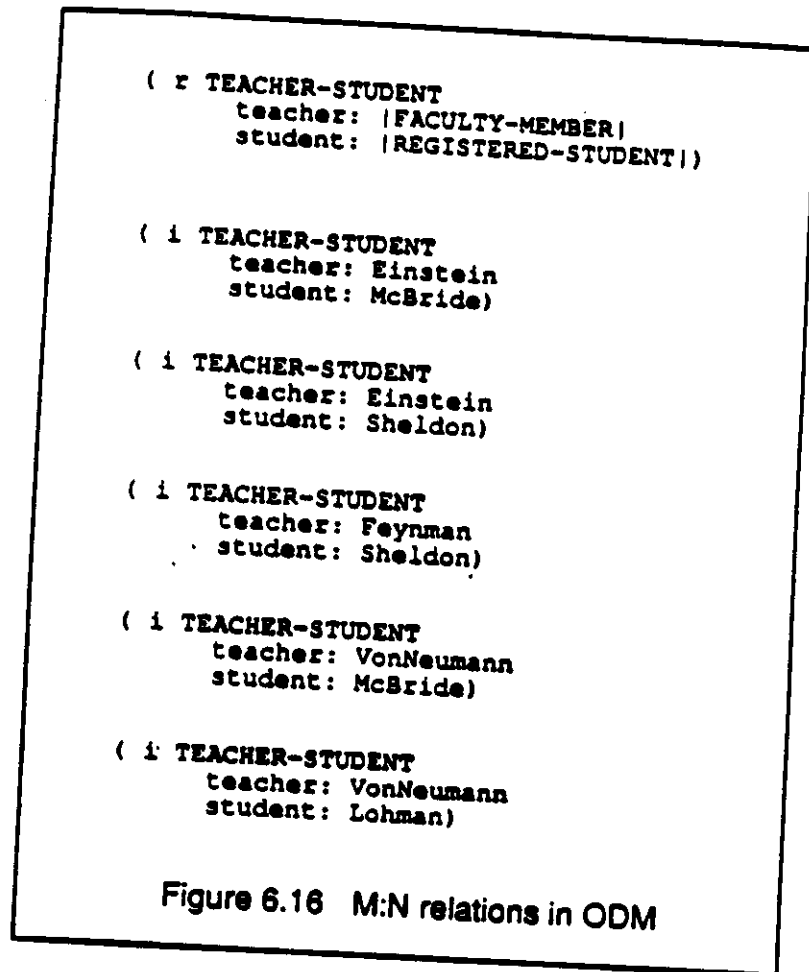 ( r TEACHER-STUDENT
teacher: |FACULTY-MEMBER|
student: |REGISTERED-STUDENT|)
( i TEACHER-STUDENT
teacher: Einstein
student: McBride)
( i TEACHER-STUDENT
teacher: Einstein
student: Sheldon)
( i TEACHER-STUDENT
teacher: Feynman
student: Sheldon)
( i TEACHER-STUDENT
teacher: VonNeumann
student: McBride)
( i TEACHER-STUDENT
teacher: VonNeumann
student: Lohman)
Figure 6.16 M:N relations in ODM